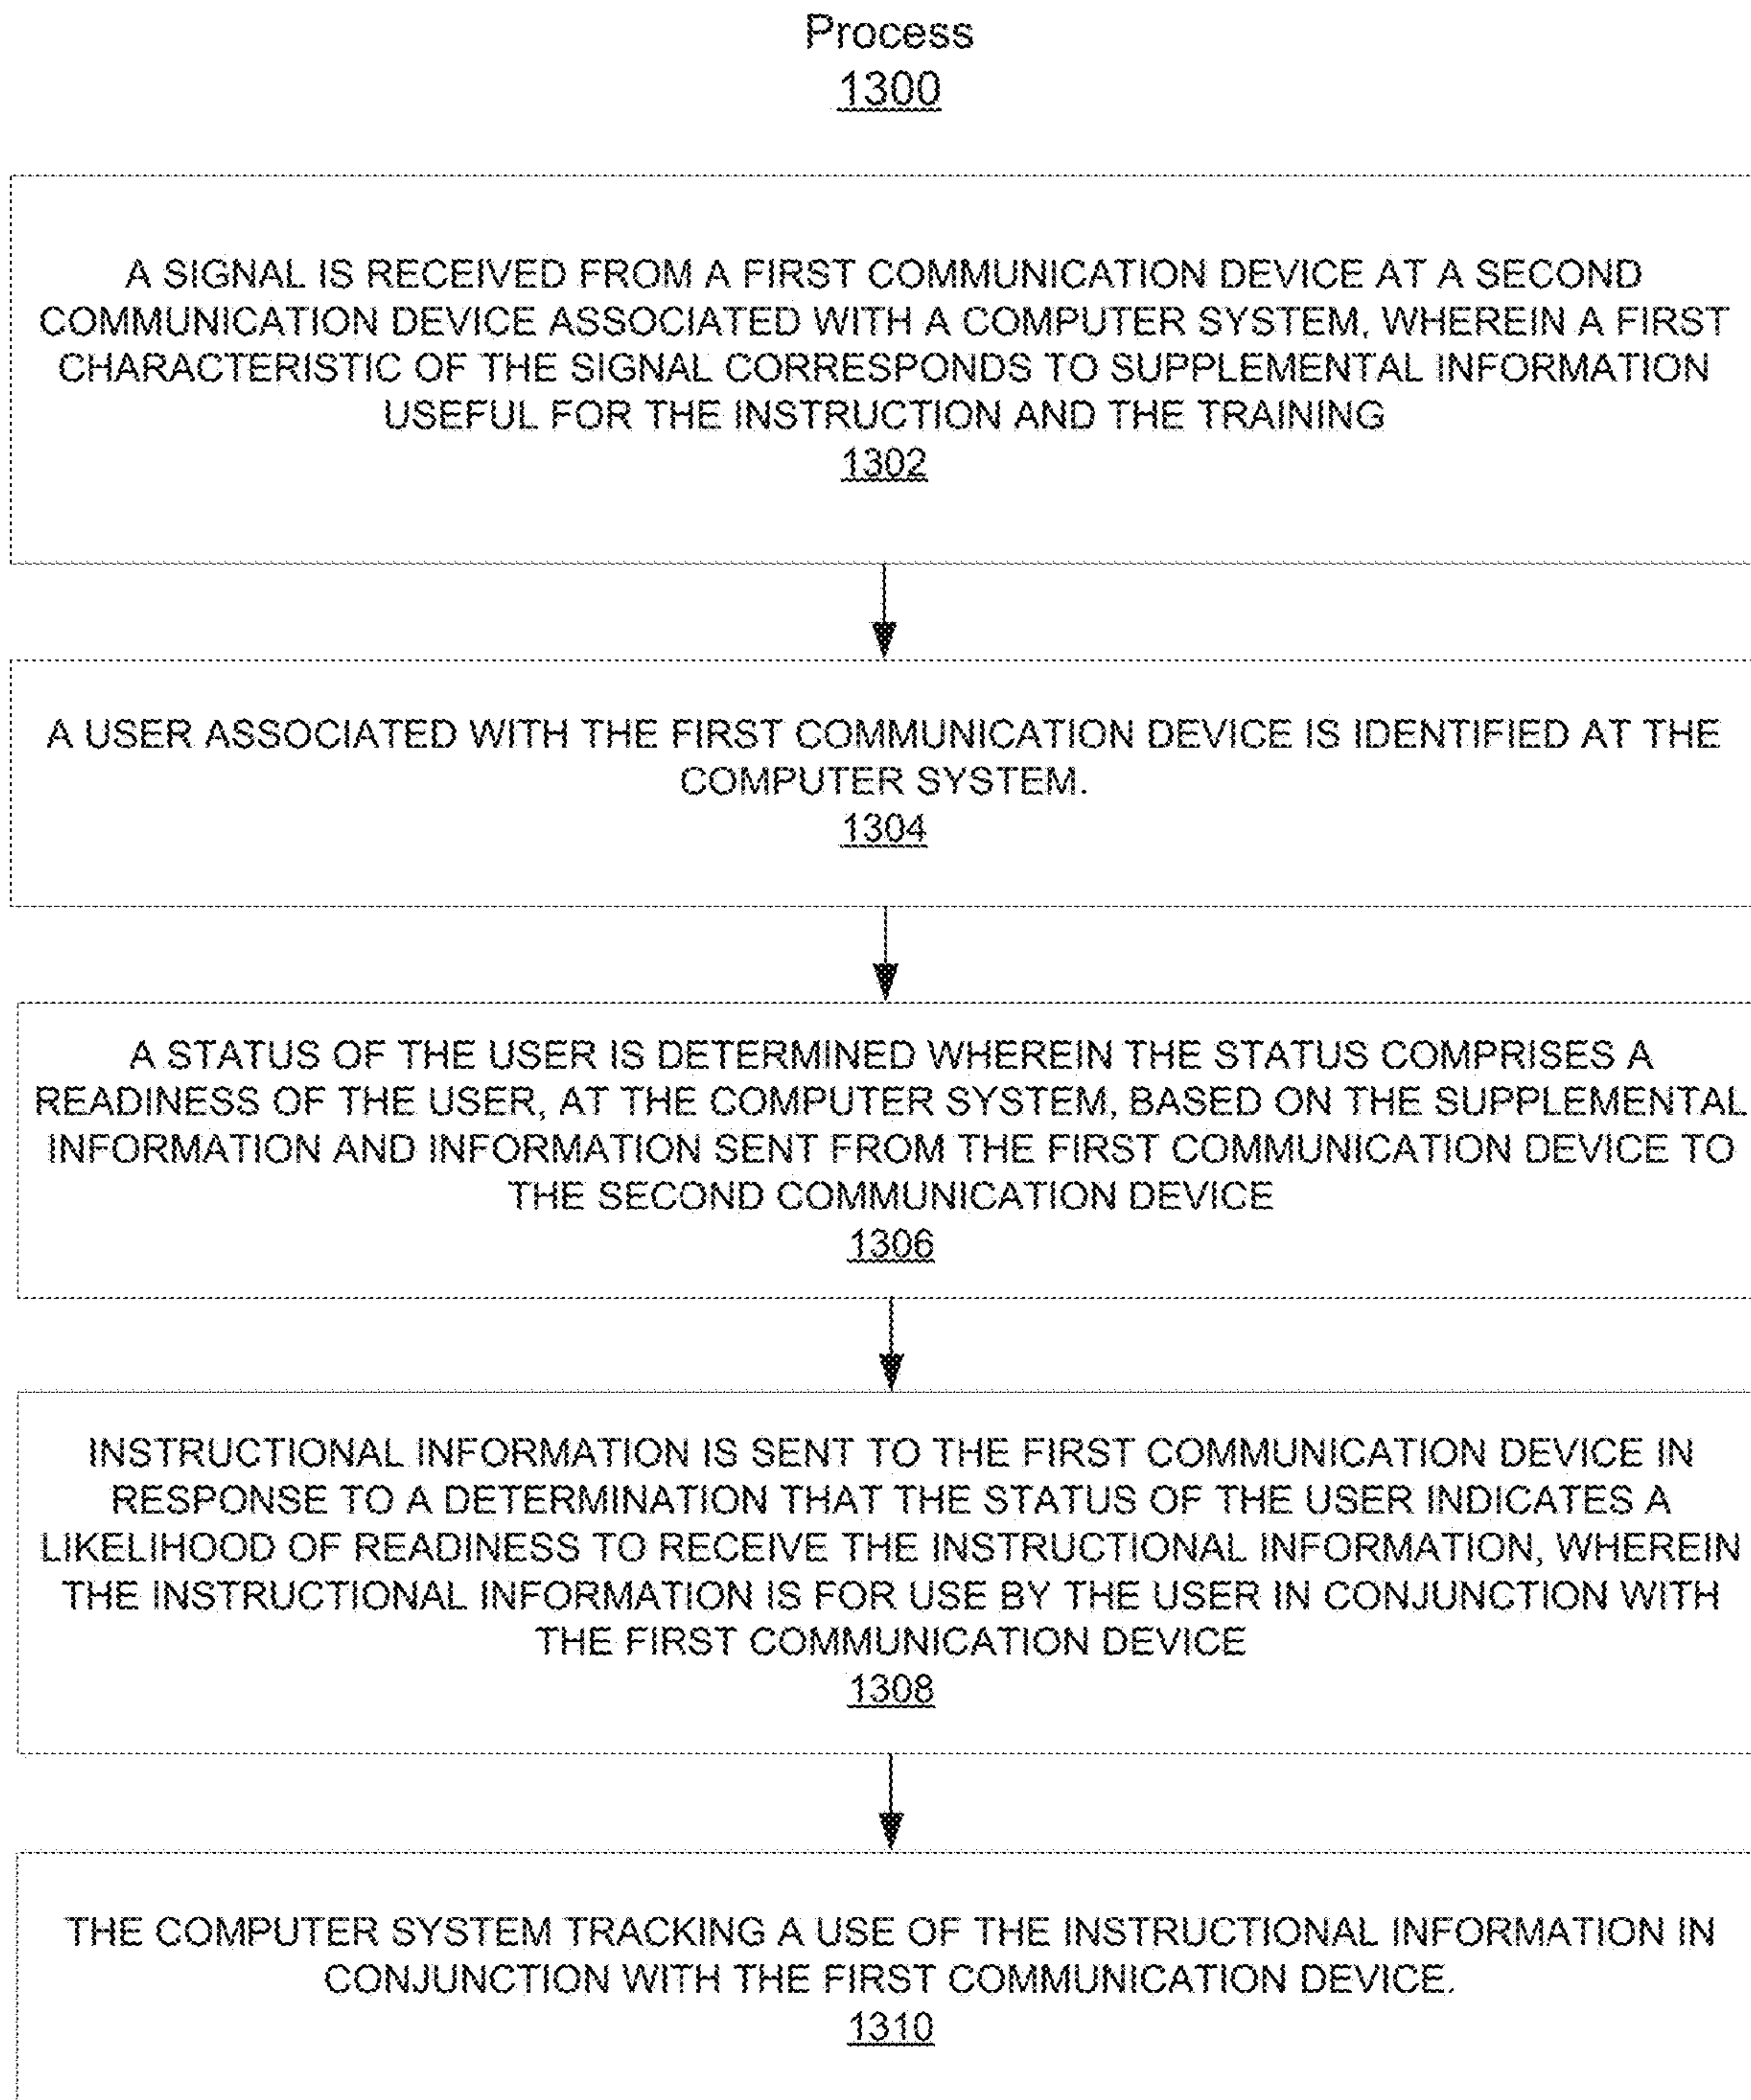 Process
1300
A SIGNAL IS RECEIVED FROM A FIRST COMMUNICATION DEVICE AT A SECOND
COMMUNICATION DEVICE ASSOCIATED WITH A COMPUTER SYSTEM, WHEREIN A FIRST
CHARACTERISTIC OF THE SIGNAL CORRESPONDS TO SUPPLEMENTAL INFORMATION
USEFUL FOR THE INSTRUCTION AND THE TRAINING
1302
A USER ASSOCIATED WITH THE FIRST COMMUNICATION DEVICE IS IDENTIFIED AT THE
COMPUTER SYSTEM.
1304
A STATUS OF THE USER IS DETERMINED WHEREIN THE STATUS COMPRISES A
READINESS OF THE USER, AT THE COMPUTER SYSTEM, BASED ON THE SUPPLEMENTAL
INFORMATION AND INFORMATION SENT FROM THE FIRST COMMUNICATION DEVICE TO
THE SECOND COMMUNICATION DEVICE
1306
INSTRUCTIONAL INFORMATION IS SENT TO THE FIRST COMMUNICATION DEVICE IN
RESPONSE TO A DETERMINATION THAT THE STATUS OF THE USER INDICATES A
LIKELIHOOD OF READINESS TO RECEIVE THE INSTRUCTIONAL INFORMATION, WHEREIN
THE INSTRUCTIONAL INFORMATION IS FOR USE BY THE USER IN CONJUNCTION WITH
THE FIRST COMMUNICATION DEVICE
1308
THE COMPUTER SYSTEM TRACKING A USE OF THE INSTRUCTIONAL INFORMATION IN
CONJUNCTION WITH THE FIRST COMMUNICATION DEVICE.
1310